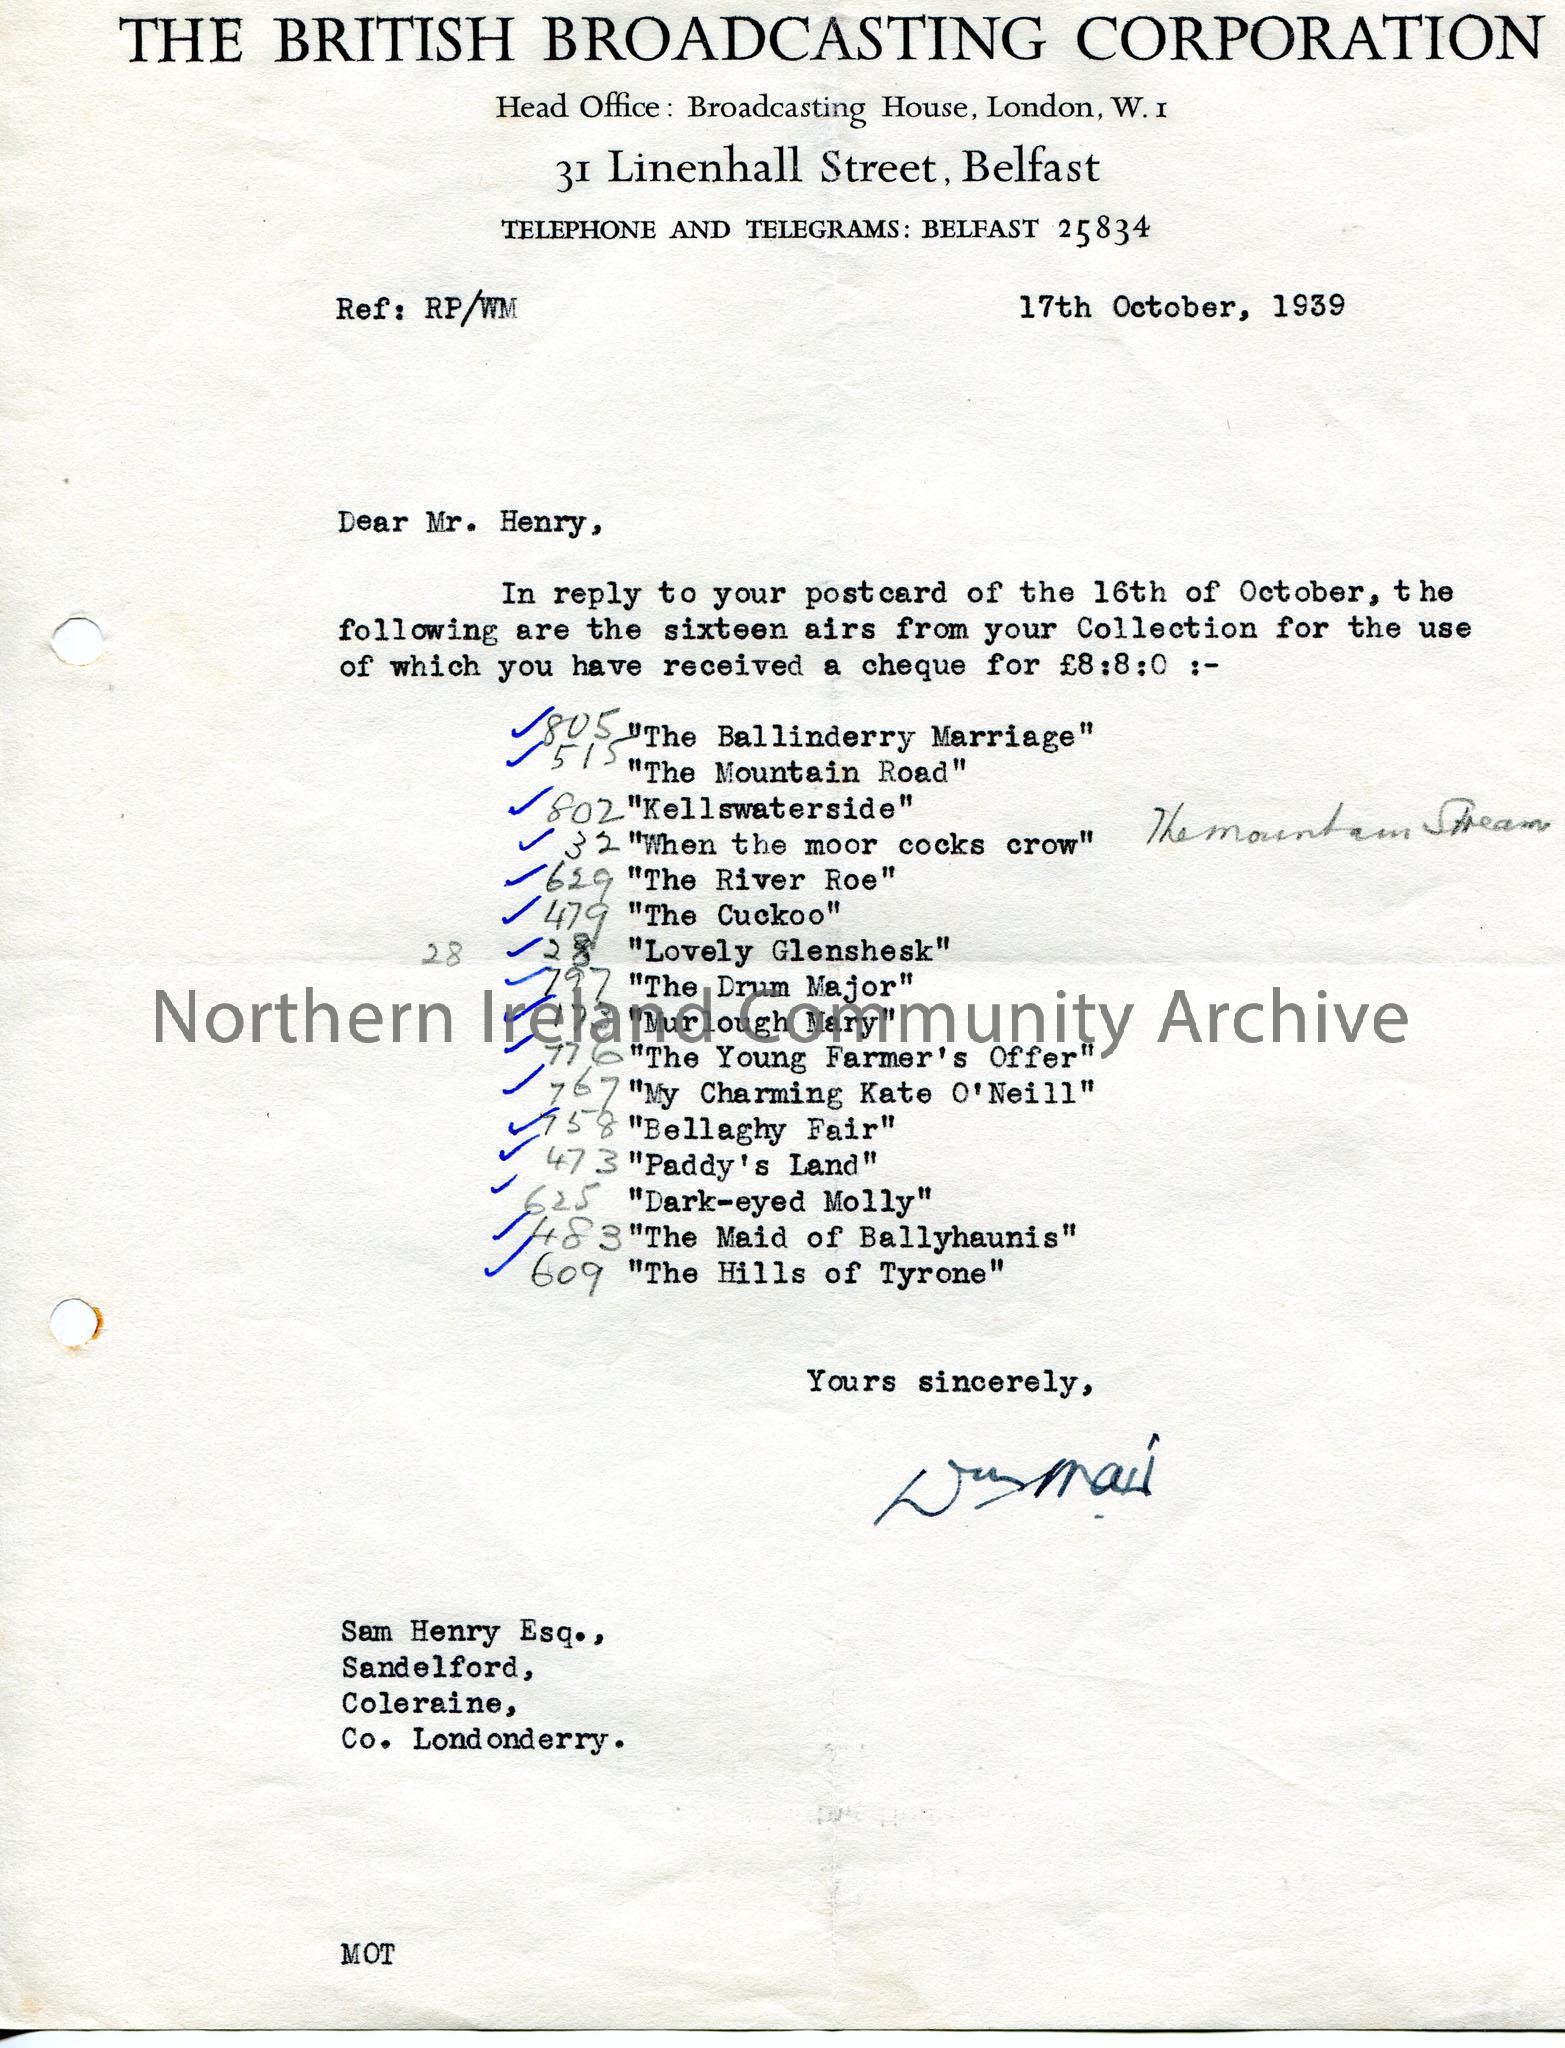 THE BRITISH BROADCASTING CORPORATION
Head Office: Broadcasting House, London, W. 1
31 Linenhall Street, Belfast
TELEPHONE AND TELEGRAMS: BELFAST 25834
Ref: RP/WM 17th October, 1939
Dear Mr. Henry,
In reply to your postcard of the 16th of October, the
following are the sixteen airs from your Collection for the use
of which you have received a cheque for £8:8:0 :-
✓ 805 "The Ballinderry Marriage"
✓ 515 "The Mountain Road"
✓ 802 "Kellswaterside"
✓ 32 "When the moor cocks crow" The Mountain Stream
✓ 629 "The River Roe"
✓ 479 "The Cuckoo"
28 ✓ 28 "Lovely Glenshesk"
✓ 797 "The Drum Major"
✓ "Murlough Mary"
✓ 776 "The Young Farmer's Offer"
✓ 767 "My Charming Kate O'Neill"
✓ 758 "Bellaghy Fair"
✓ 473 "Paddy's Land"
✓ 625 "Dark-eyed Molly"
✓ 483 "The Maid of Ballyhaunis"
✓ 609 "The Hills of Tyrone"
Northern Ireland Community Archive
Yours sincerely,
Sam Henry Esq.,
Sandelford,
Coleraine,
Co. Londonderry.
MOT